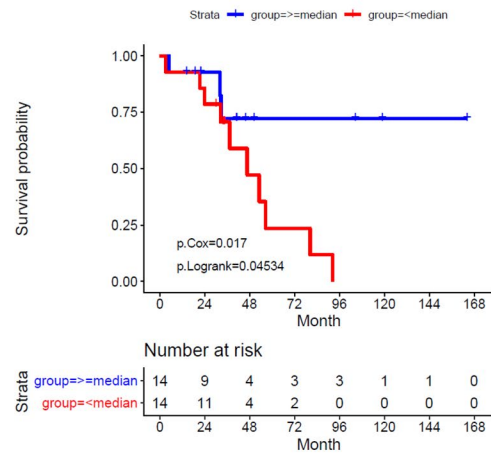 Strata group=>=median group=<median
Survival probability
1.00
0.75
0.50
0.25
0.00
p.Cox=0.017
p.Logrank=0.04534
0 24 48 72 96 120 144 168
Month
Number at risk
Strata
group=>=median 14 9 4 3 3 1 1 0
group=<median 14 11 4 2 0 0 0 0
0 24 48 72 96 120 144 168
Month